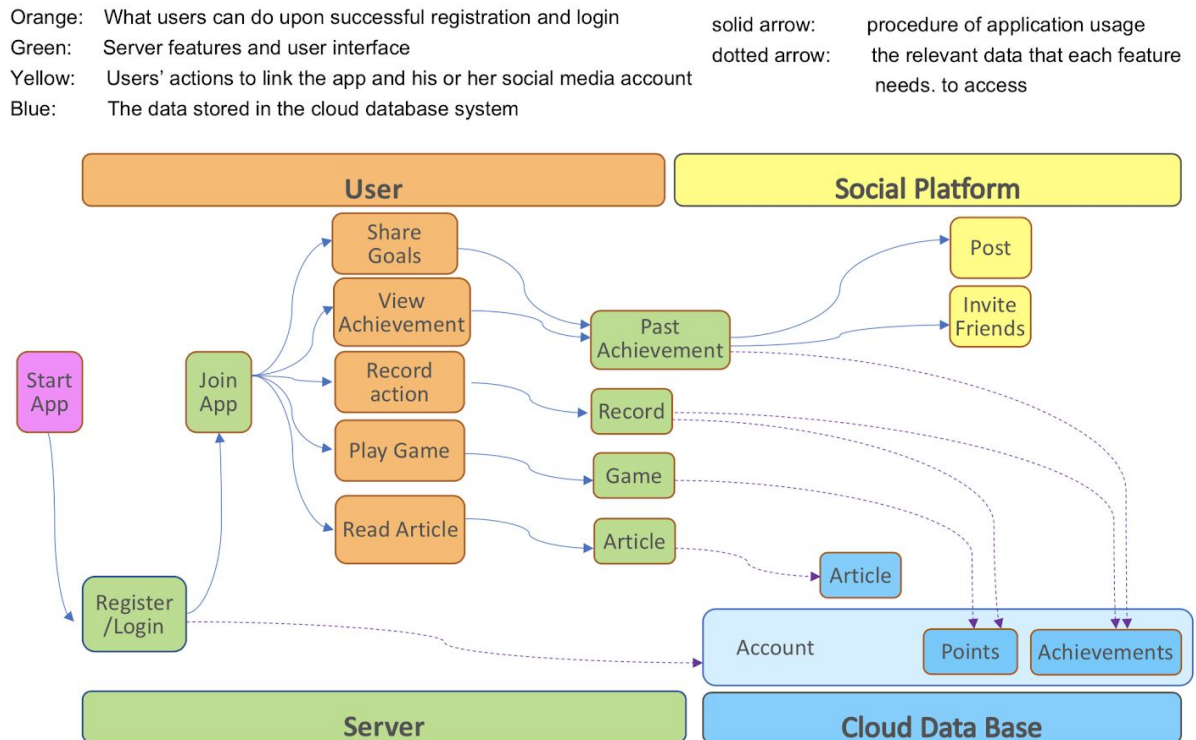 Orange: What users can do upon successful registration and login
Green: Server features and user interface
Yellow: Users' actions to link the app and his or her social media account
Blue: The data stored in the cloud database system
solid arrow: procedure of application usage
dotted arrow: the relevant data that each feature
needs. to access
User
Social Platform
Share
Goals
Post
View
Achievement
Invite
Friends
Past
Achievement
Start
App
Join
App
Record
action
Record
Play Game
Game
Read Article
Article
Article
Register
/Login
Account
Points
Achievements
Server
Cloud Data Base